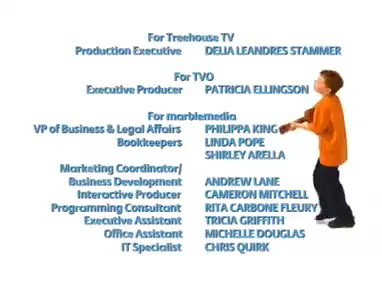 For Treehouse TV
Production Executive DELIA LEANDRES STAMMER
For TVO
Executive Producer PATRICIA ELLINGSON
For marblemedia
VP of Business & Legal Affairs PHILIPPA KING
Bookkeepers LINDA POPE
SHIRLEY ARELLA
Marketing Coordinator/
Business Development ANDREW LANE
Interactive Producer CAMERON MITCHELL
Programming Consultant RITA CARBONE FLEURY
Executive Assistant TRICIA GRIFFITH
Office Assistant MICHELLE DOUGLAS
IT Specialist CHRIS QUIRK